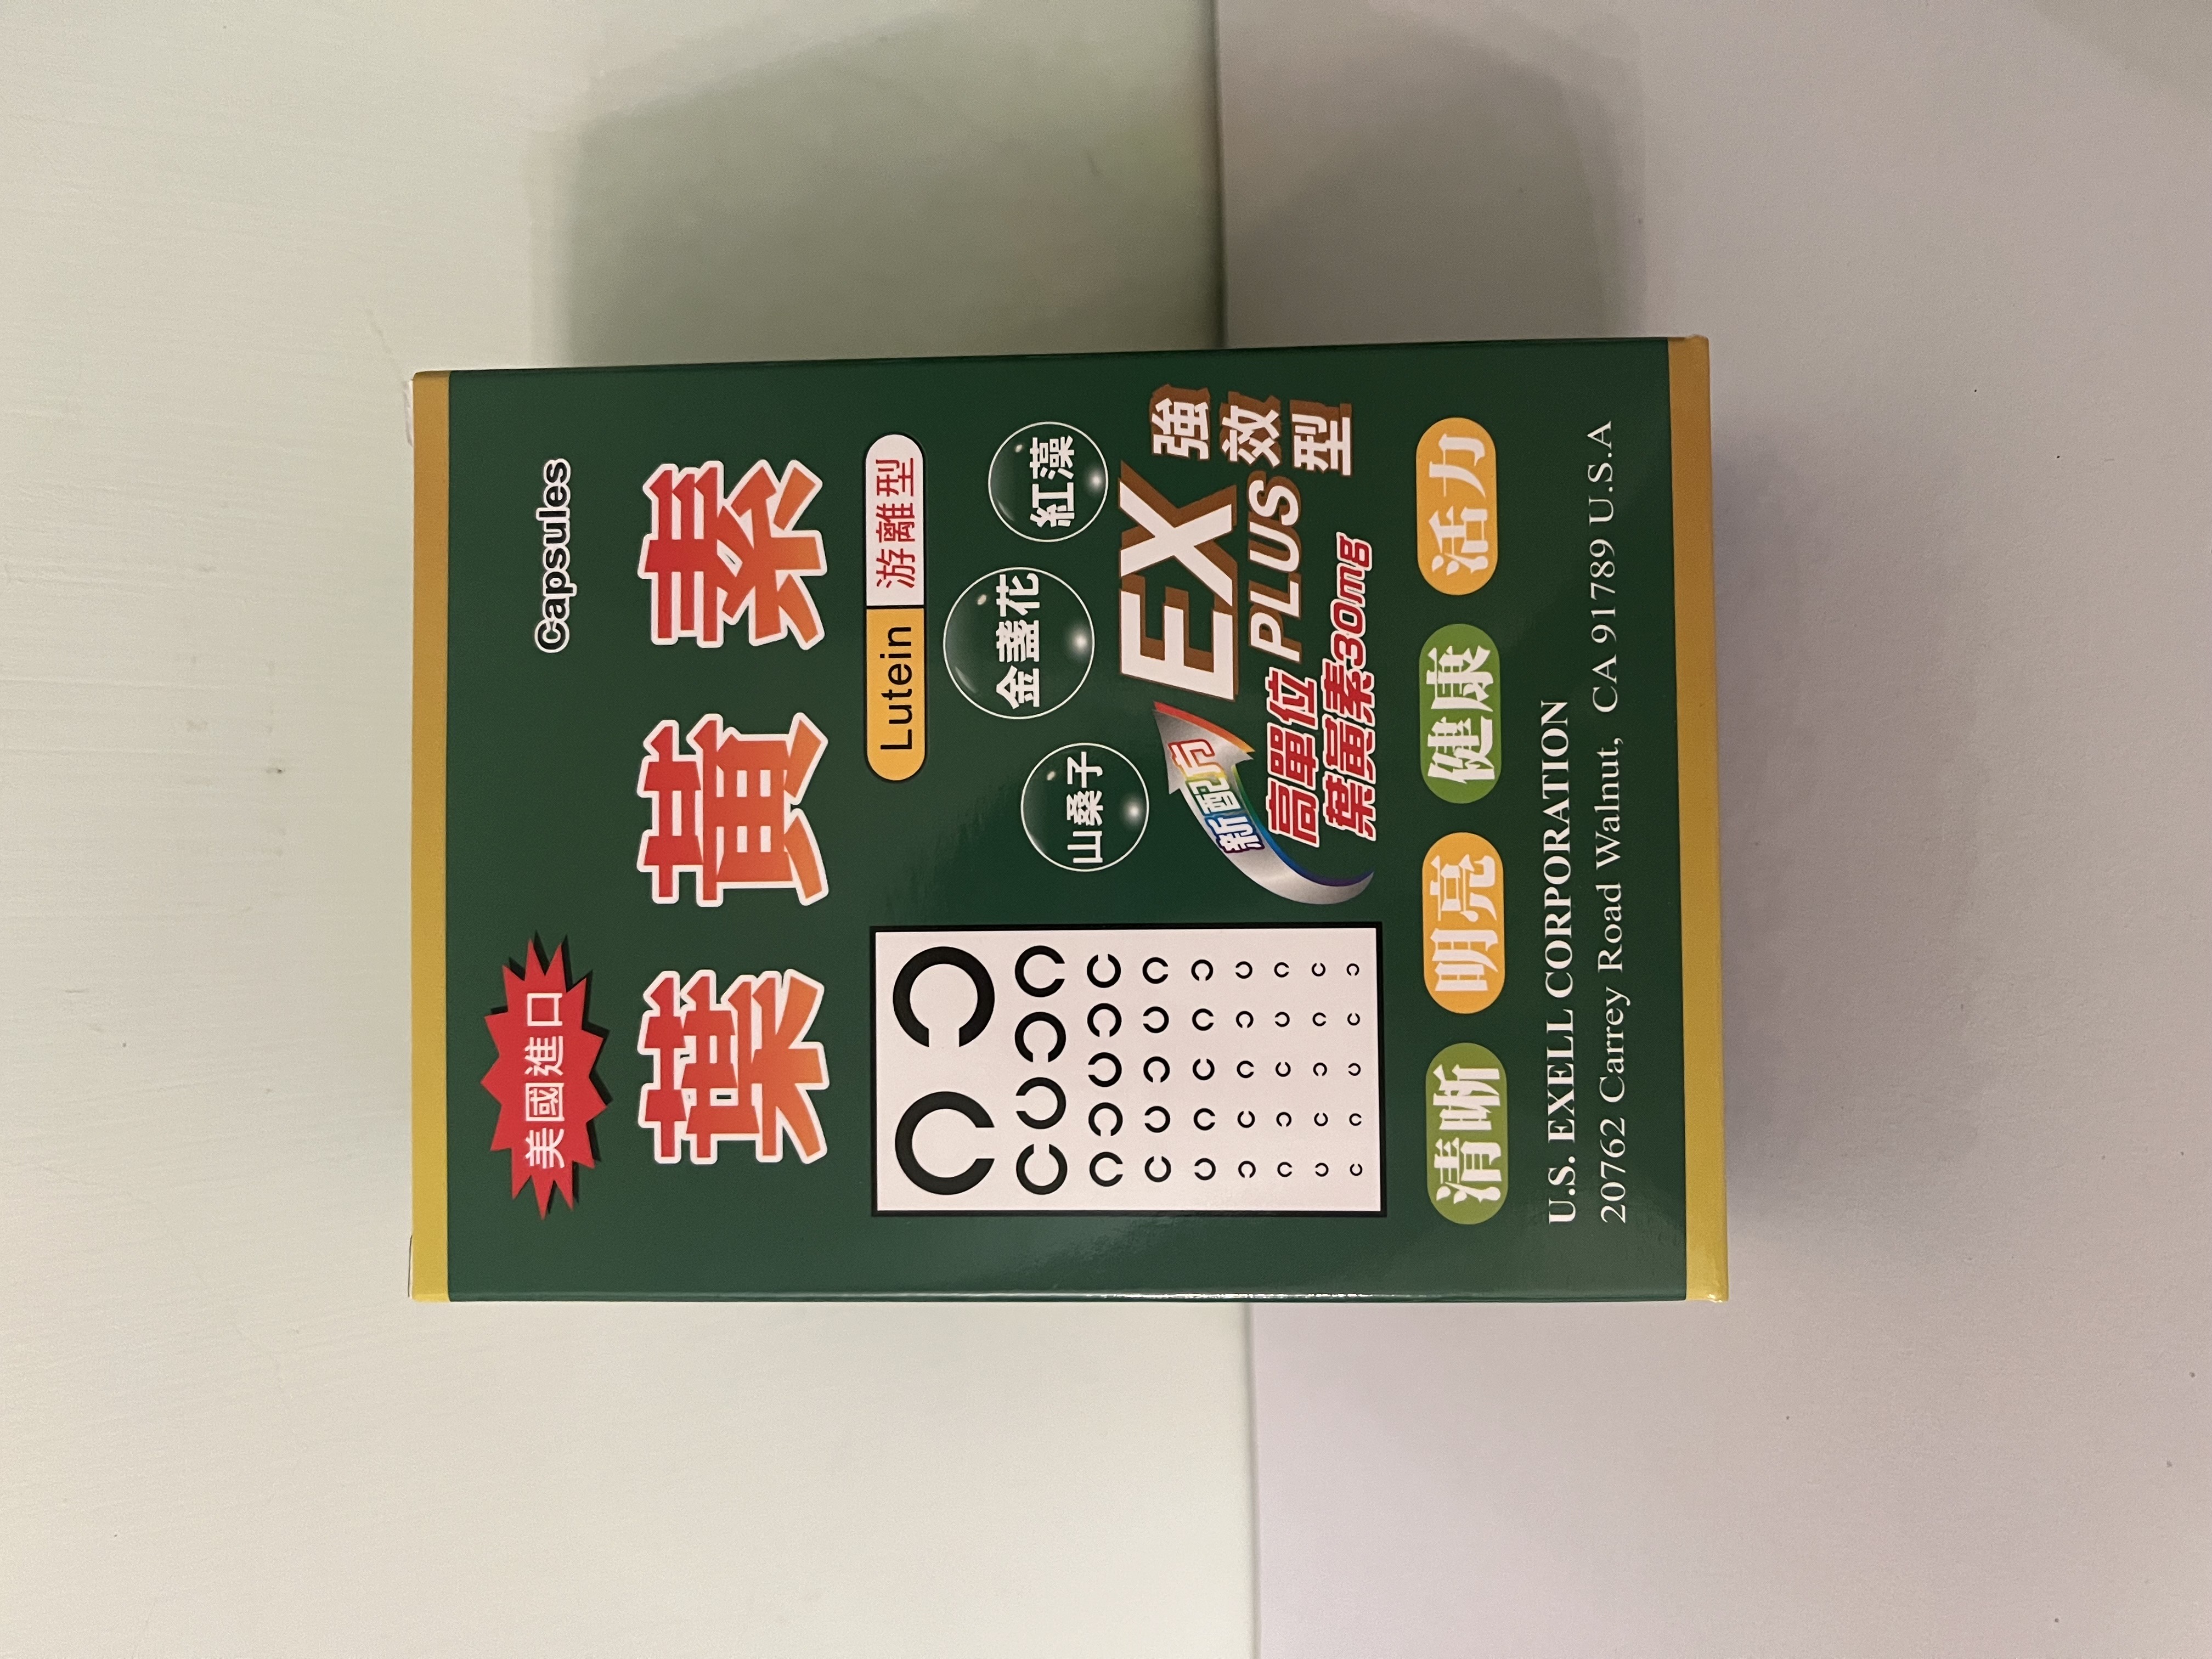 美國進口
Capsules
葉黃素
Lutein 游離型
山桑子
金盞花
紅藻
新配方
EX
PLUS
強效型
高單位
葉黃素30mg
清晰 明亮 健康 活力
U.S. EXELL CORPORATION
20762 Carrey Road Walnut, CA 91789 U.S.A